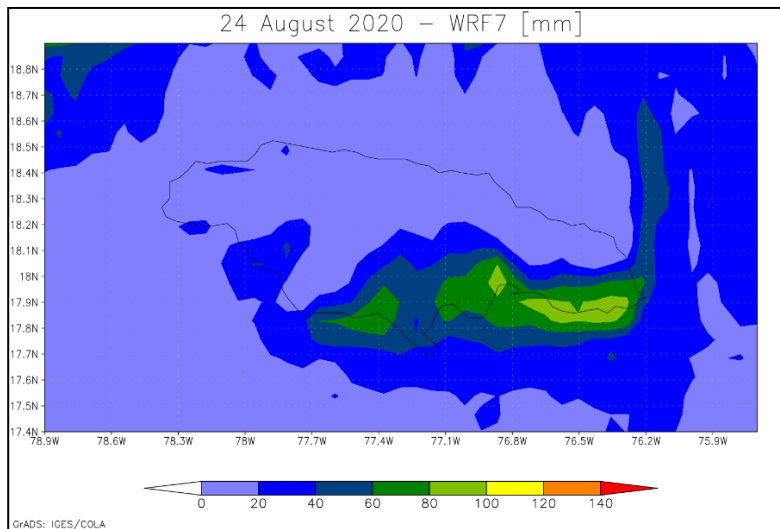 24 August 2020 – WRF7 [mm]
18.8N
18.7N
18.6N
18.5N
18.4N
18.3N
18.2N
18.1N
18N
17.9N
17.8N
17.7N
17.6N
17.5N
17.4N
78.9W 78.6W 78.3W 78W 77.7W 77.4W 77.1W 76.8W 76.5W 76.2W 75.9W
0 20 40 60 80 100 120 140
GrADS: IGES/COLA